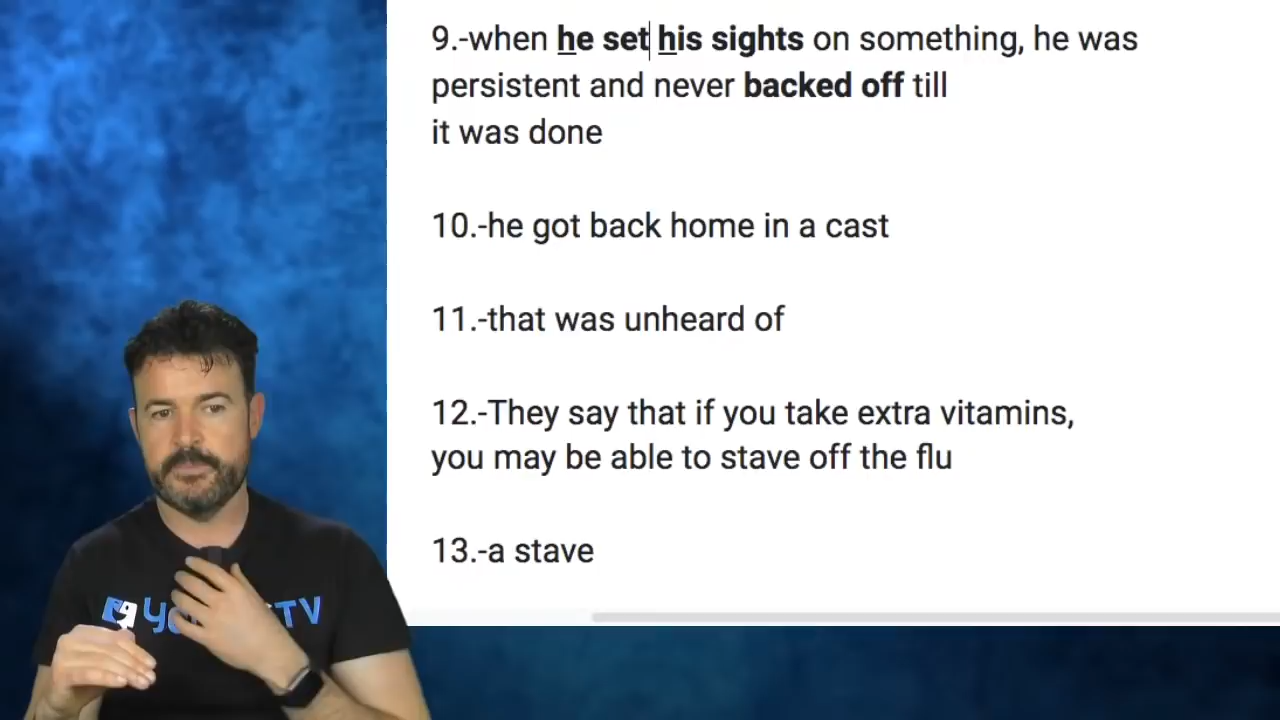 9.-when he set his sights on something, he was
persistent and never backed off till
it was done
10.-he got back home in a cast
11.-that was unheard of
12.-They say that if you take extra vitamins,
you may be able to stave off the flu
13.-a stave
TV